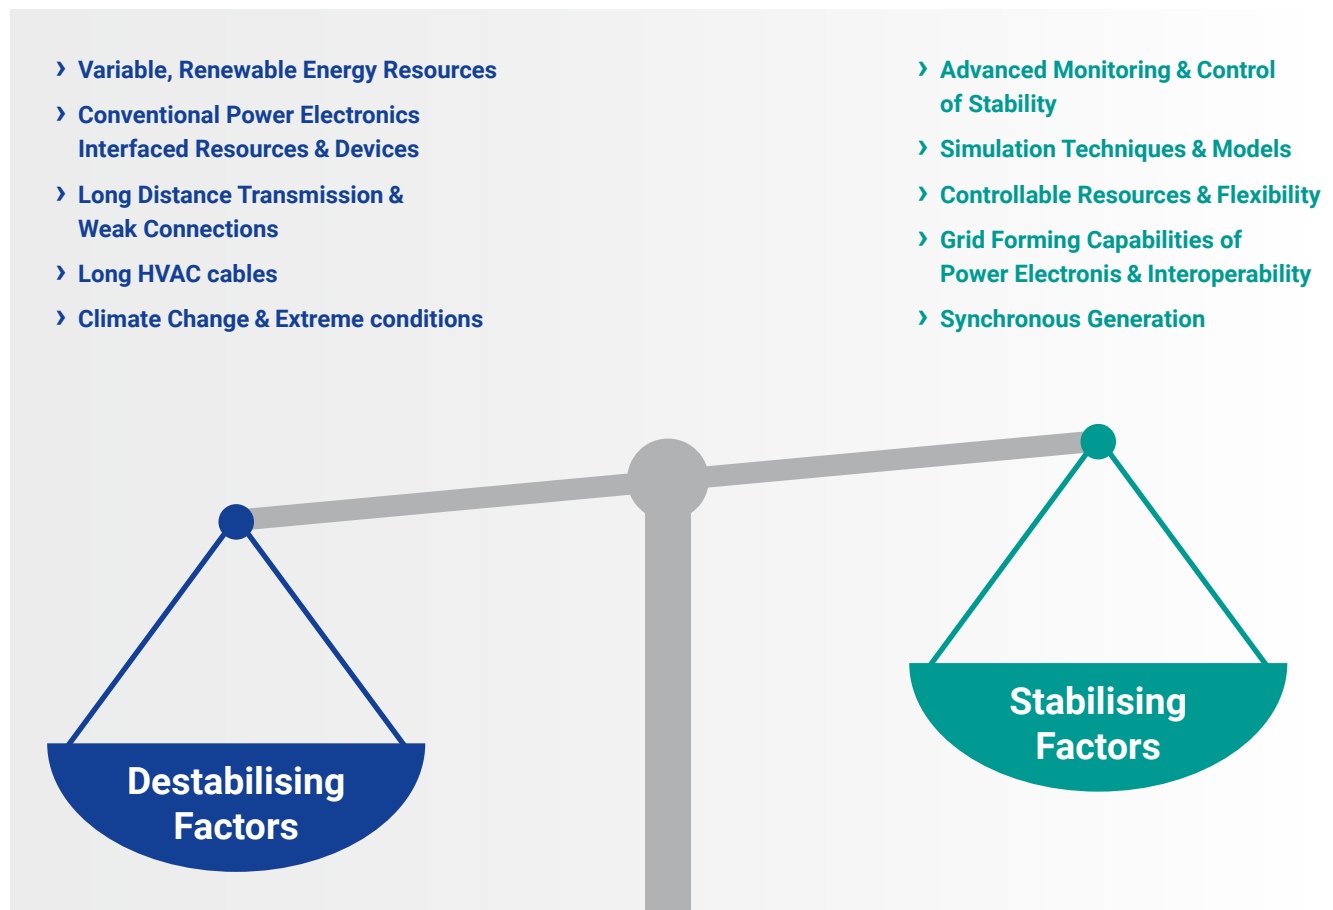 › Variable, Renewable Energy Resources
› Conventional Power Electronics
Interfaced Resources & Devices
› Long Distance Transmission &
Weak Connections
› Long HVAC cables
› Climate Change & Extreme conditions
› Advanced Monitoring & Control
of Stability
› Simulation Techniques & Models
› Controllable Resources & Flexibility
› Grid Forming Capabilities of
Power Electronis & Interoperability
› Synchronous Generation
Destabilising
Factors
Stabilising
Factors